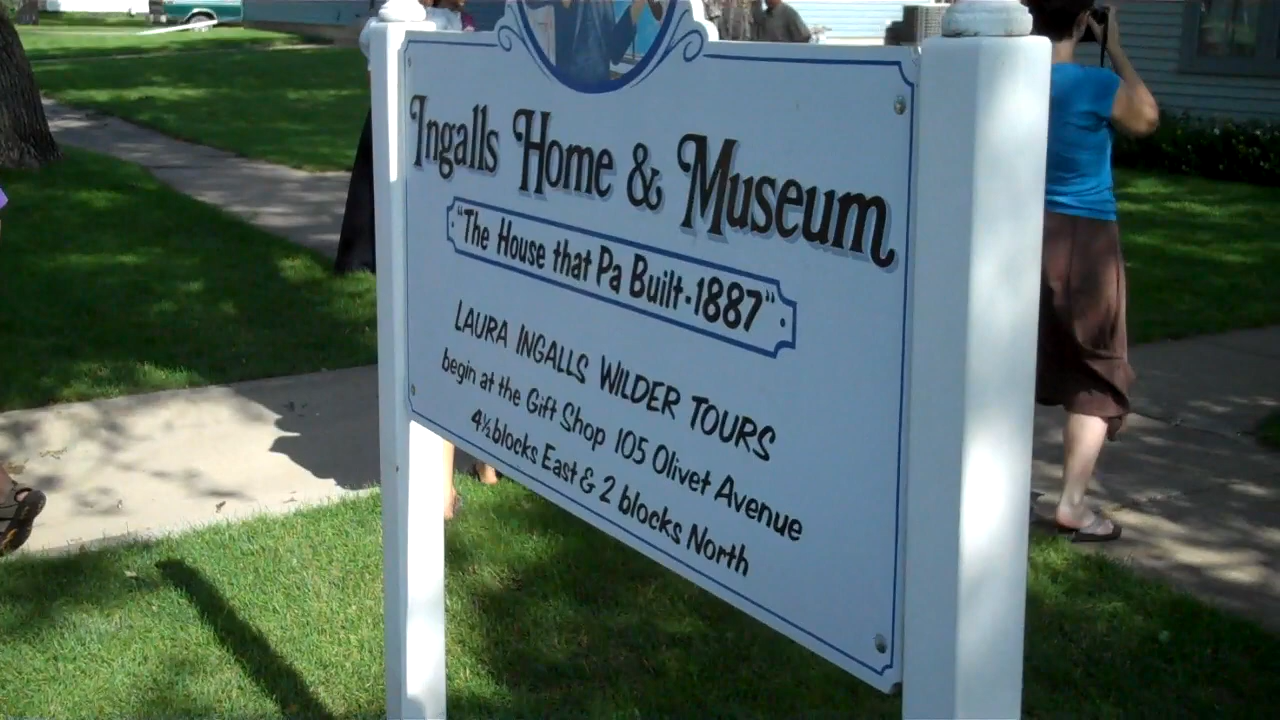 Ingalls Home & Museum
"The House that Pa Built-1887"
LAURA INGALLS WILDER TOURS
begin at the Gift Shop 105 Olivet Avenue
4½ blocks East & 2 blocks North